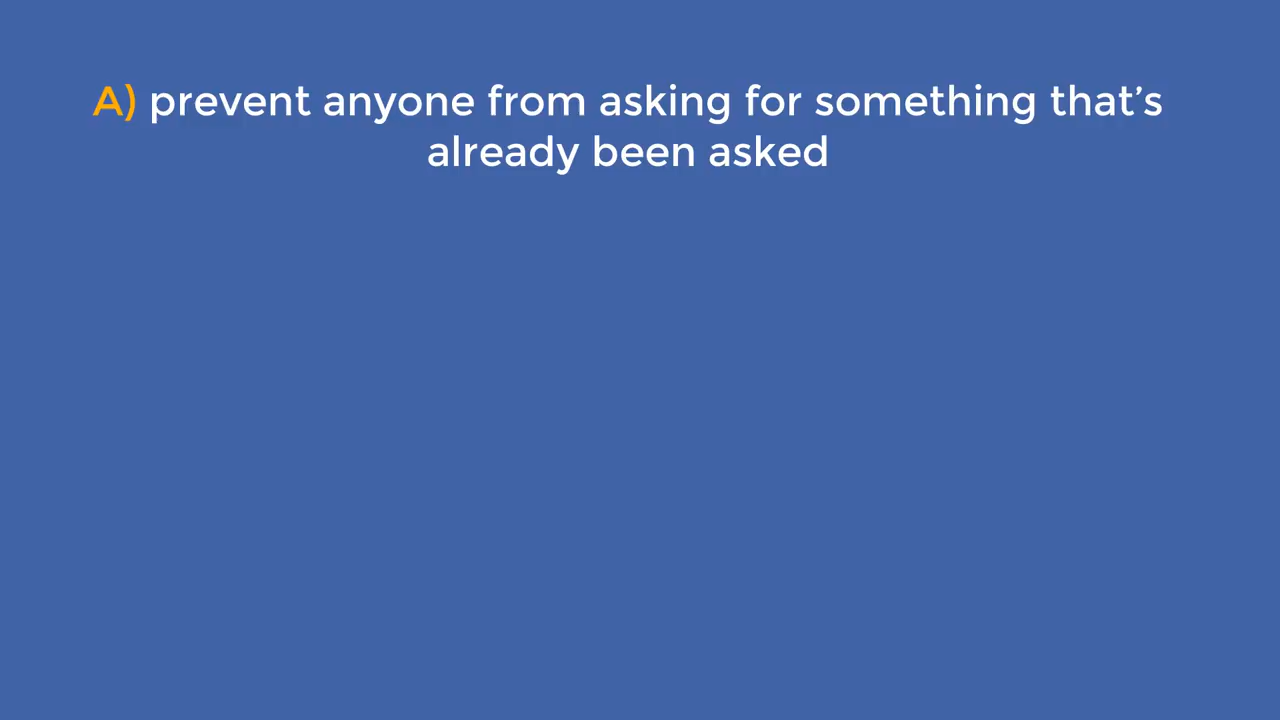 A) prevent anyone from asking for something that’s
already been asked